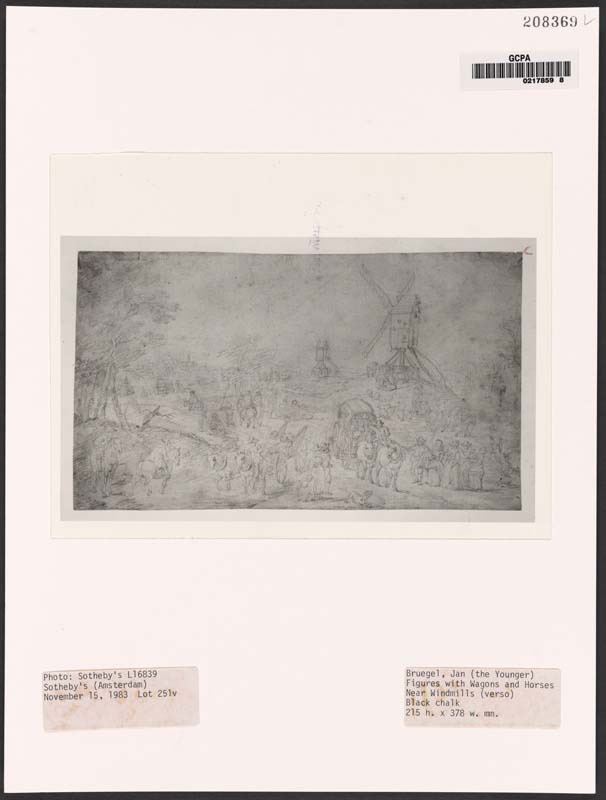 208369
GCPA
0217859 8
Photo: Sotheby's L16839
Sotheby's (Amsterdam)
November 15, 1983 Lot 251v
Bruegel, Jan (the Younger)
Figures with Wagons and Horses
Near Windmills (verso)
Black chalk
215 h. x 378 w. mm.